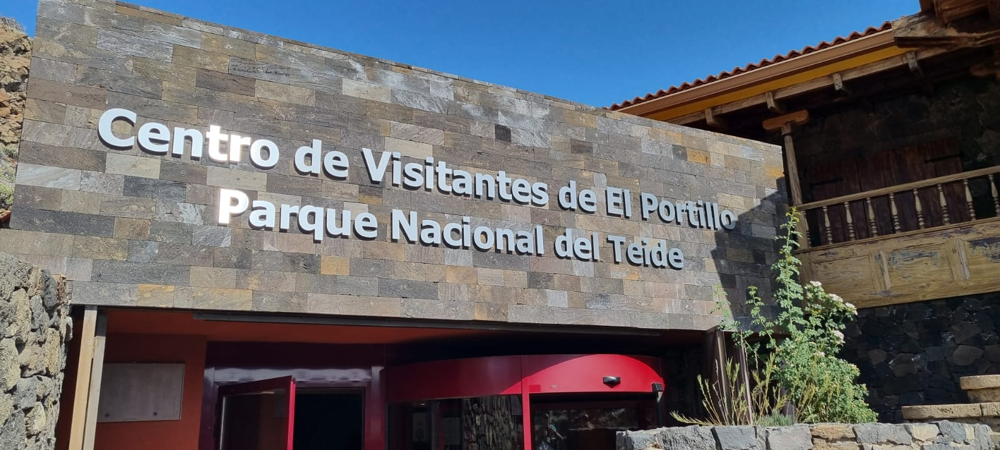 Centro de Visitantes de El Portillo
Parque Nacional del Teide